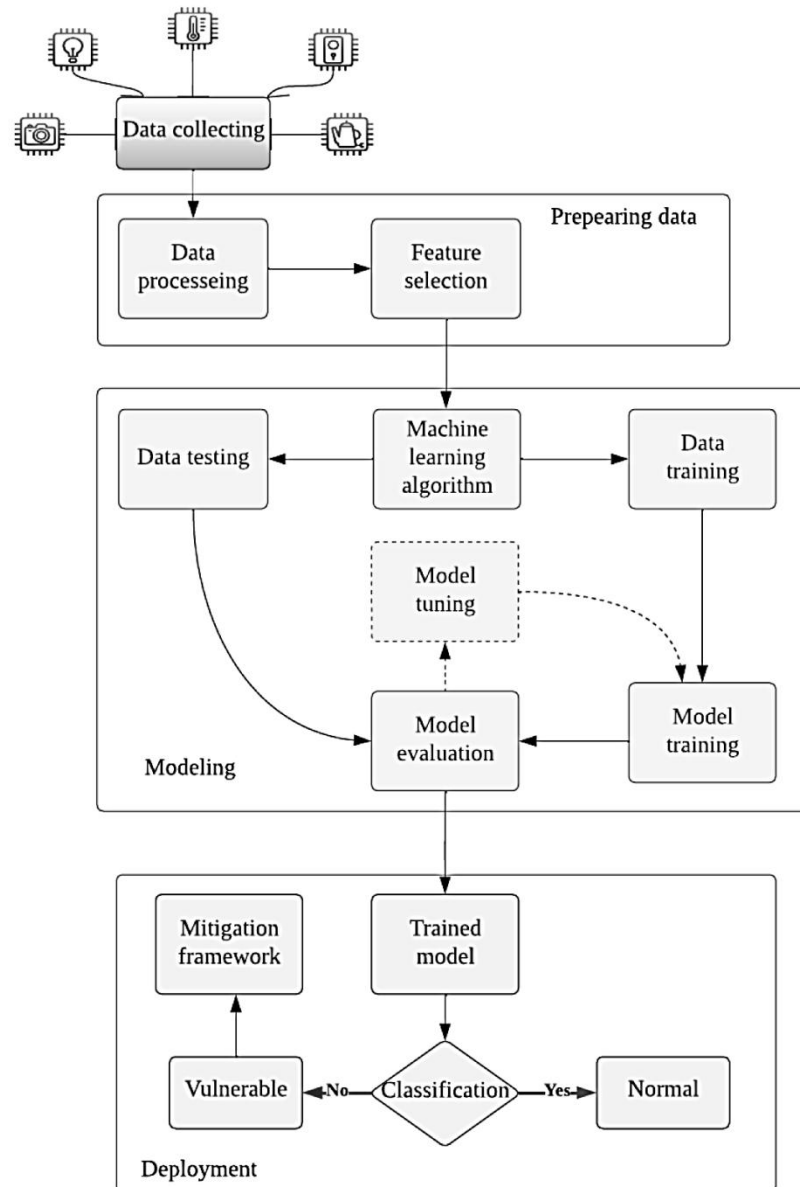 Data collecting
Prepearing data
Data
processeing
Feature
selection
Data testing
Machine
learning
algorithm
Data
training
Model
tuning
Model
evaluation
Model
training
Modeling
Mitigation
framework
Trained
model
Vulnerable
No
Classification
Yes
Normal
Deployment